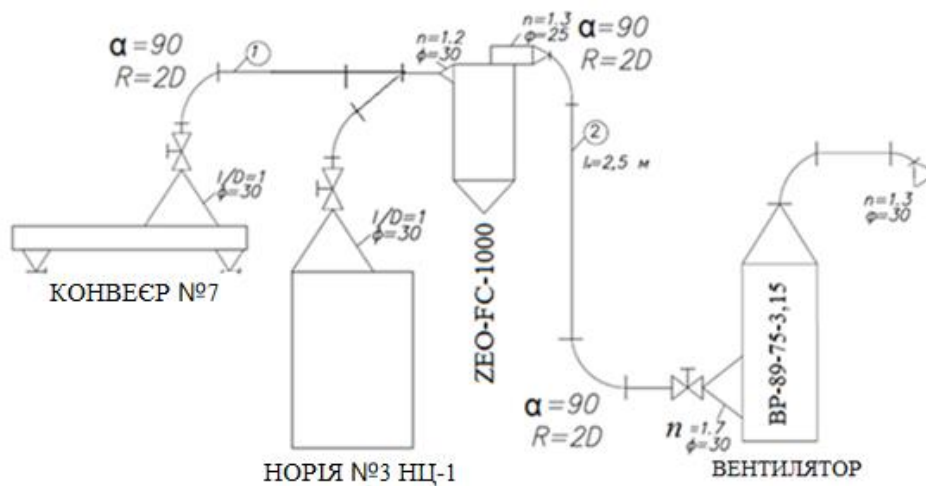 α=90
R=2D
1
l/D=1
ϕ=30
КОНВЕЄР №7
l/D=1
ϕ=30
НОРІЯ №3 НЦ-1
n=1.2
ϕ=30
n=1.3
ϕ=25
α=90
R=2D
ZEO-FC-1000
2
l=2,5 м
α=90
R=2D
n=1.7
ϕ=30
ВР-89-75-3,15
ВЕНТИЛЯТОР
n=1.3
ϕ=30